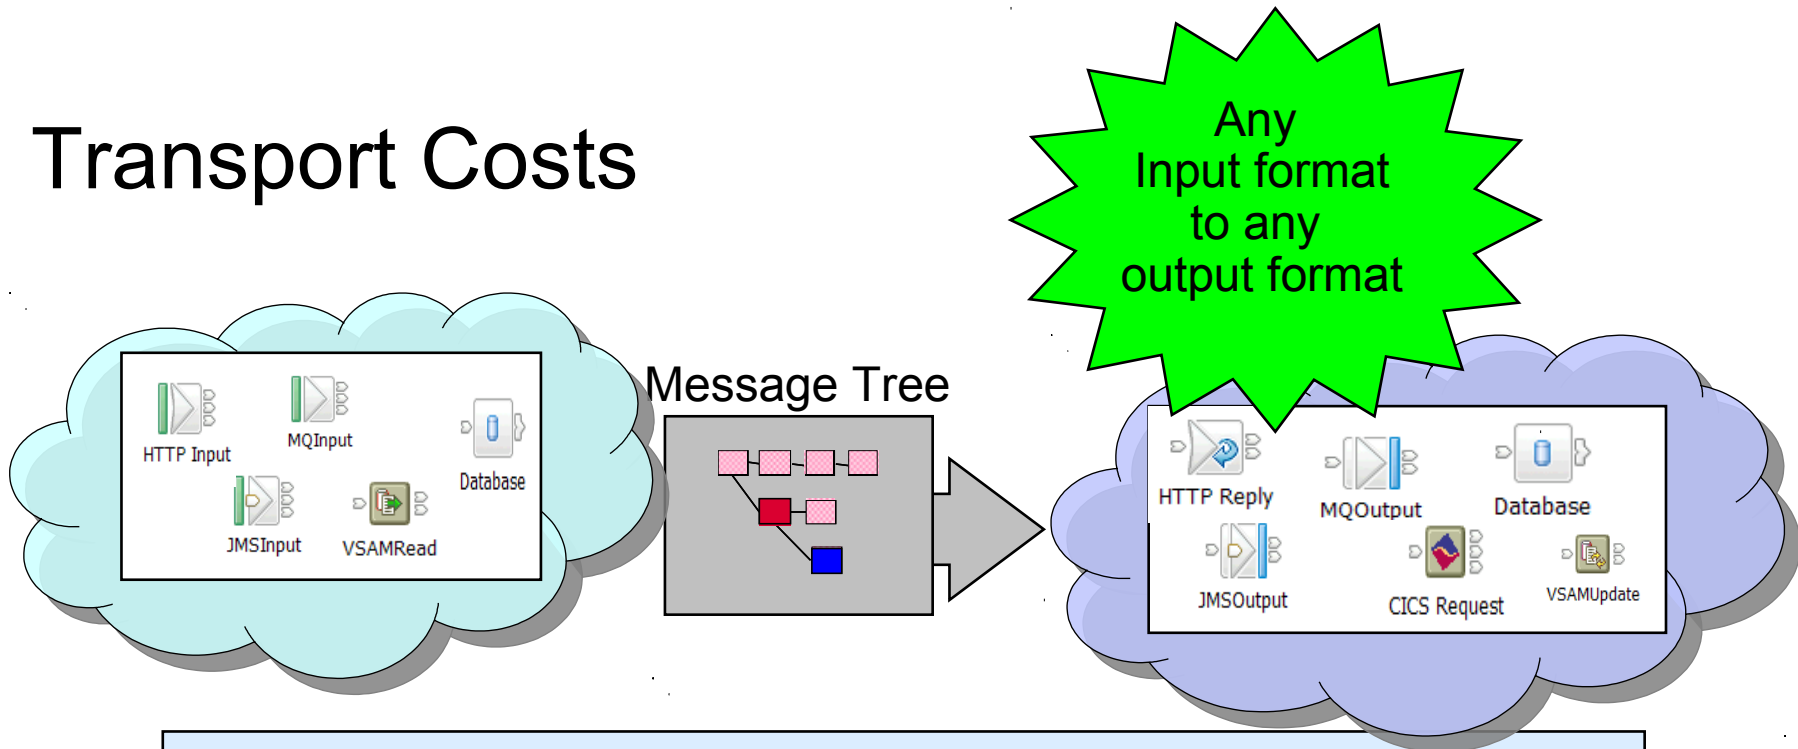 Transport Costs
Any
Input format
to any
output format
Message Tree
HTTP Input
MQInput
Database
JMSInput
VSAMRead
HTTP Reply
MQOutput
Database
JMSOutput
CICS Request
VSAMUpdate